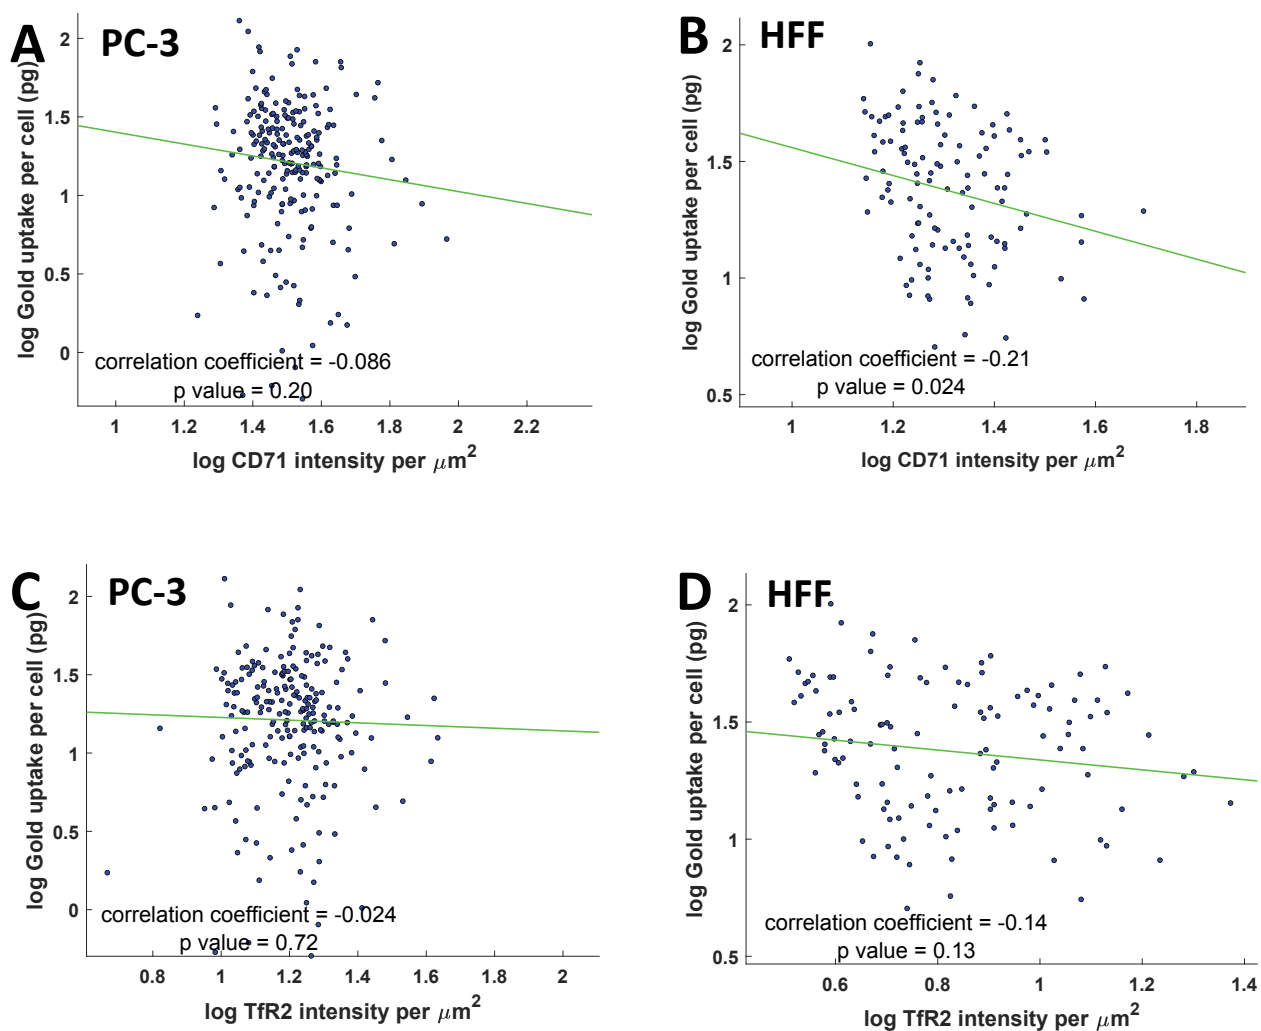 A PC-3
log Gold uptake per cell (pg)
2
1.5
1
0.5
0
correlation coefficient = -0.086
p value = 0.20
1 1.2 1.4 1.6 1.8 2 2.2
log CD71 intensity per μm2
B HFF
log Gold uptake per cell (pg)
2
1.5
1
0.5
correlation coefficient = -0.21
p value = 0.024
1 1.2 1.4 1.6 1.8
log CD71 intensity per μm2
C PC-3
log Gold uptake per cell (pg)
2
1.5
1
0.5
0
correlation coefficient = -0.024
p value = 0.72
0.8 1 1.2 1.4 1.6 1.8 2
log TfR2 intensity per μm2
D HFF
log Gold uptake per cell (pg)
2
1.5
1
0.5
correlation coefficient = -0.14
p value = 0.13
0.6 0.8 1 1.2 1.4
log TfR2 intensity per μm2